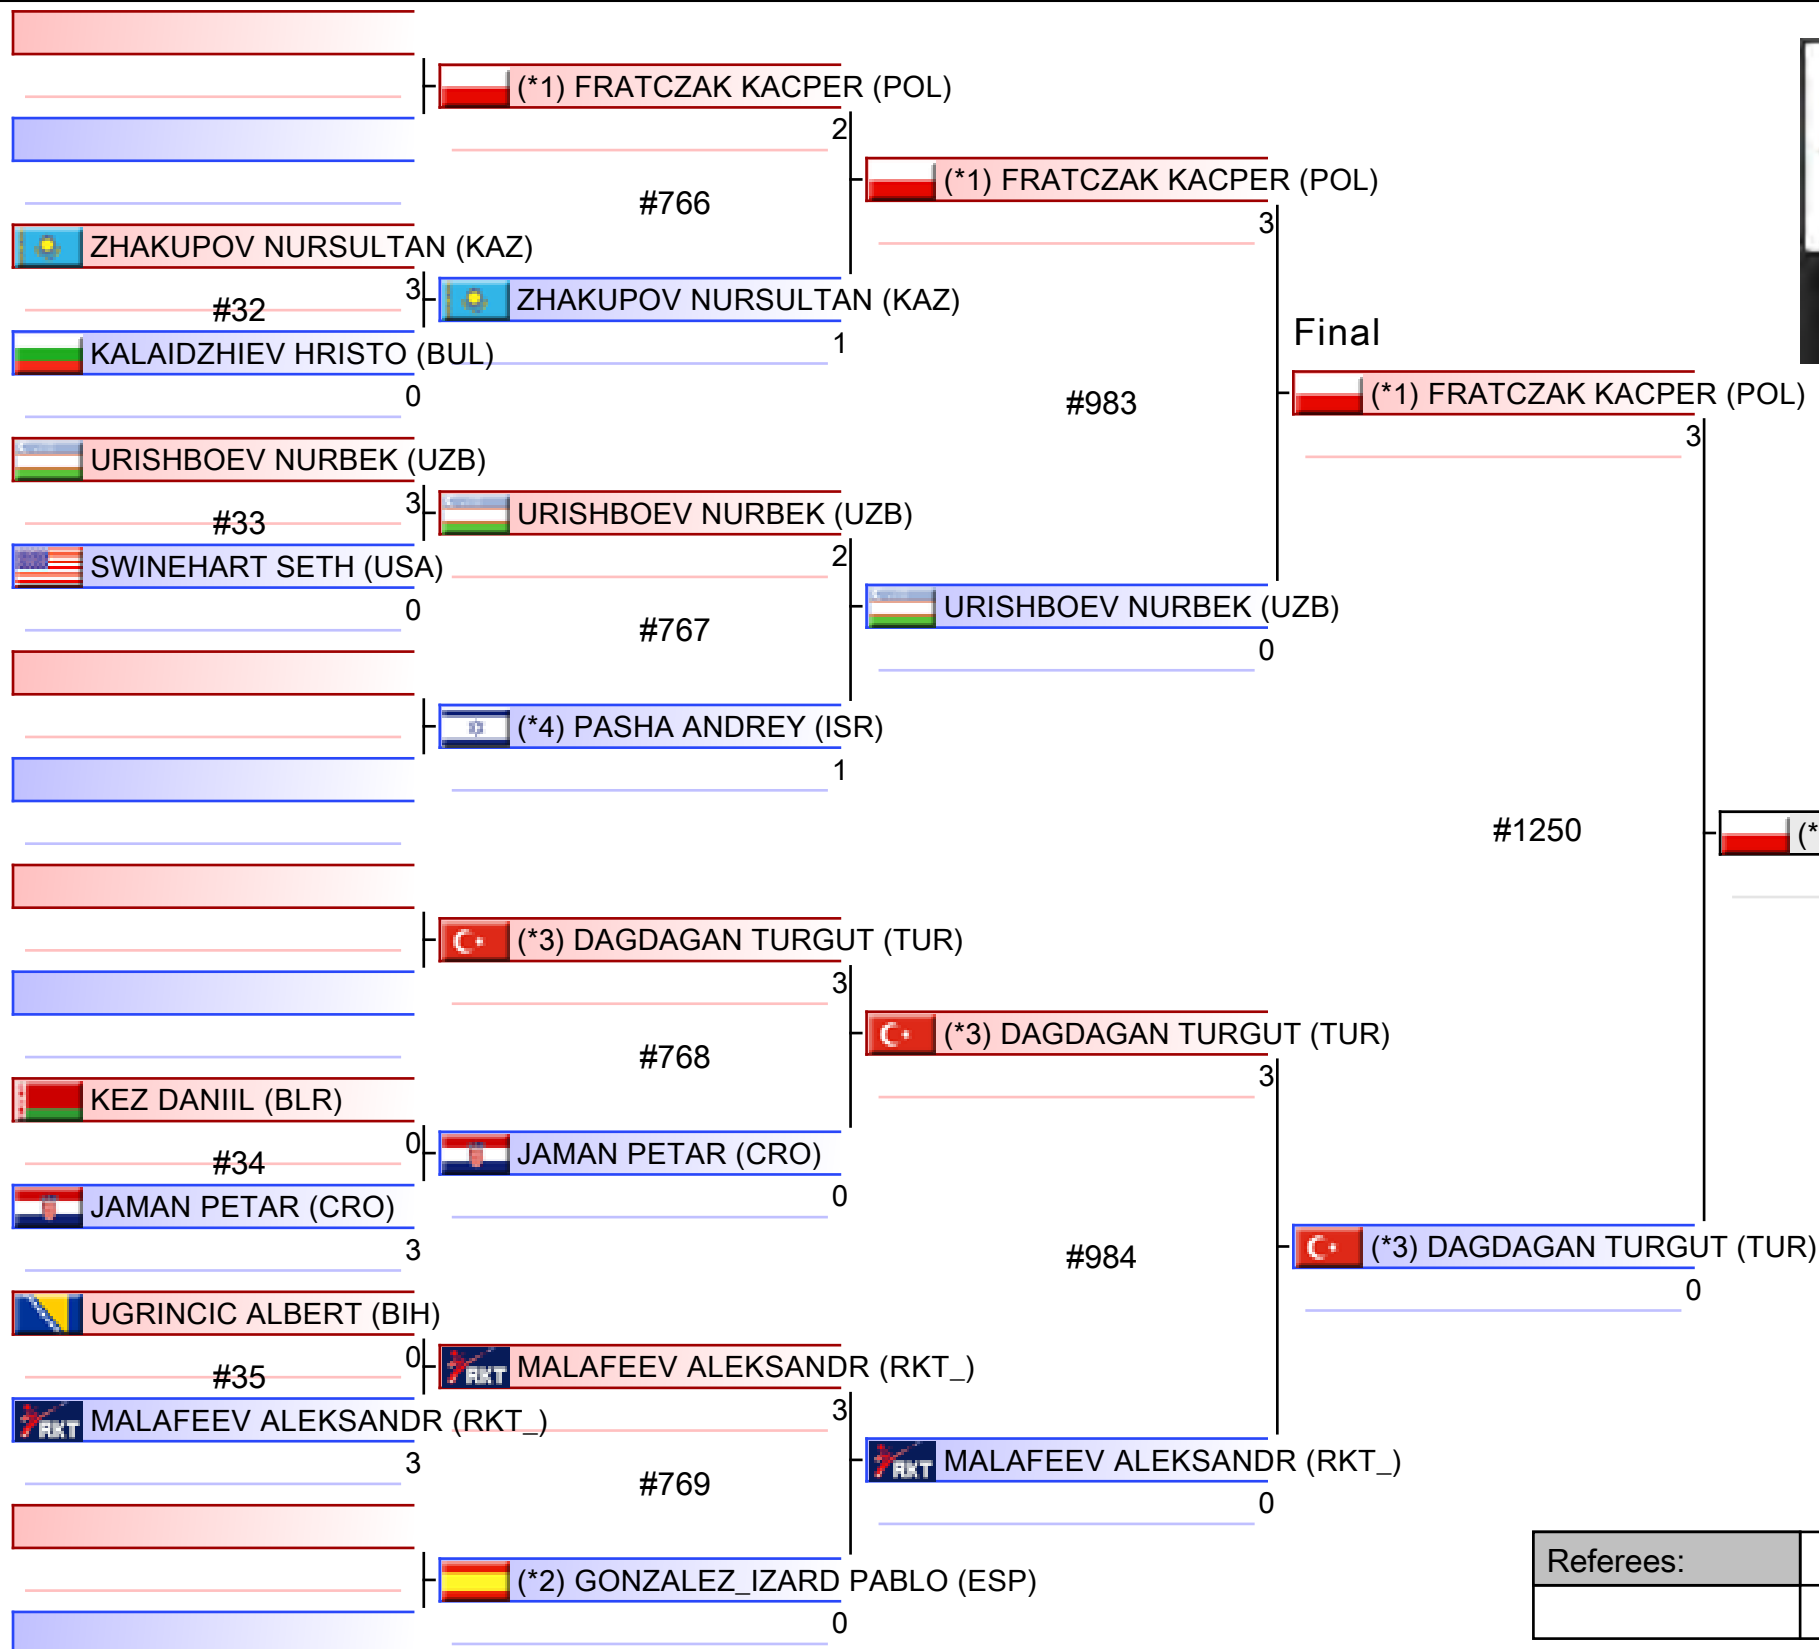 (*1) FRATCZAK KACPER (POL)
2
#766
(*1) FRATCZAK KACPER (POL)
3
ZHAKUPOV NURSULTAN (KAZ)
3
#32
ZHAKUPOV NURSULTAN (KAZ)
1
KALAIDZHIEV HRISTO (BUL)
0
Final
#983
(*1) FRATCZAK KACPER (POL)
3
URISHBOEV NURBEK (UZB)
3
#33
URISHBOEV NURBEK (UZB)
2
SWINEHART SETH (USA)
0
#767
URISHBOEV NURBEK (UZB)
0
(*4) PASHA ANDREY (ISR)
1
#1250
(*
(*3) DAGDAGAN TURGUT (TUR)
3
#768
(*3) DAGDAGAN TURGUT (TUR)
3
KEZ DANIIL (BLR)
0
#34
JAMAN PETAR (CRO)
0
JAMAN PETAR (CRO)
3
#984
(*3) DAGDAGAN TURGUT (TUR)
0
UGRINCIC ALBERT (BIH)
0
#35
RKT MALAFEEV ALEKSANDR (RKT_)
3
RKT MALAFEEV ALEKSANDR (RKT_)
3
#769
RKT MALAFEEV ALEKSANDR (RKT_)
0
(*2) GONZALEZ_IZARD PABLO (ESP)
0
Referees: